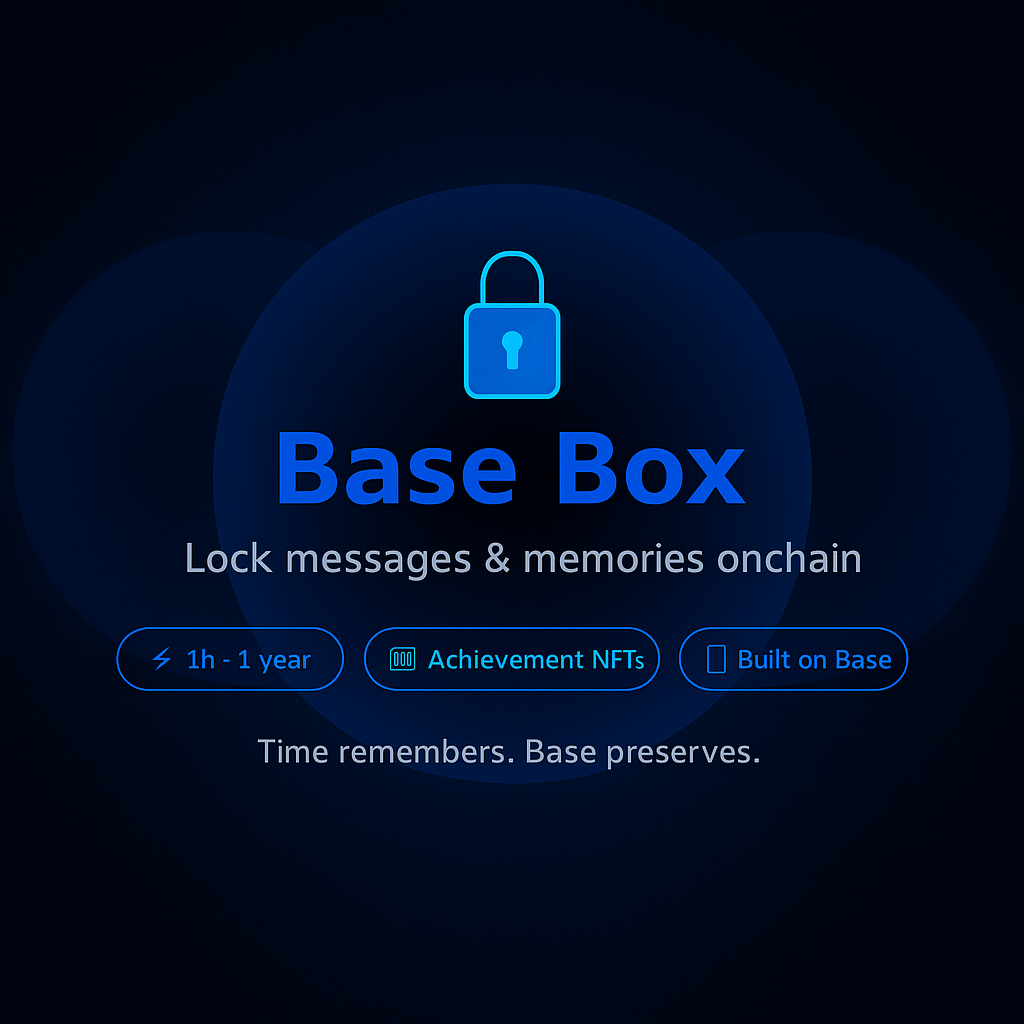 Base Box
Lock messages & memories onchain
⚡ 1h - 1 year
Achievement NFTs
Built on Base
Time remembers. Base preserves.